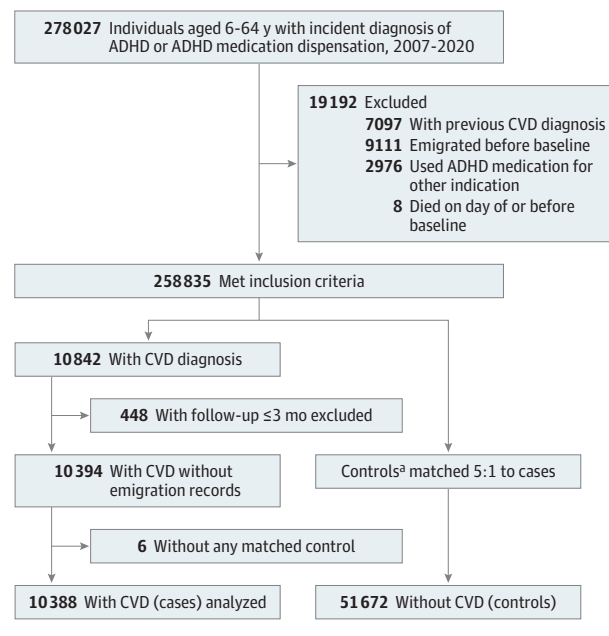 278027 Individuals aged 6-64 y with incident diagnosis of
ADHD or ADHD medication dispensation, 2007-2020
19192 Excluded
7097 With previous CVD diagnosis
9111 Emigrated before baseline
2976 Used ADHD medication for
other indication
8 Died on day of or before
baseline
258835 Met inclusion criteria
10842 With CVD diagnosis
448 With follow-up ≤3 mo excluded
10394 With CVD without
emigration records
Controlsᵃ matched 5:1 to cases
6 Without any matched control
10388 With CVD (cases) analyzed
51672 Without CVD (controls)